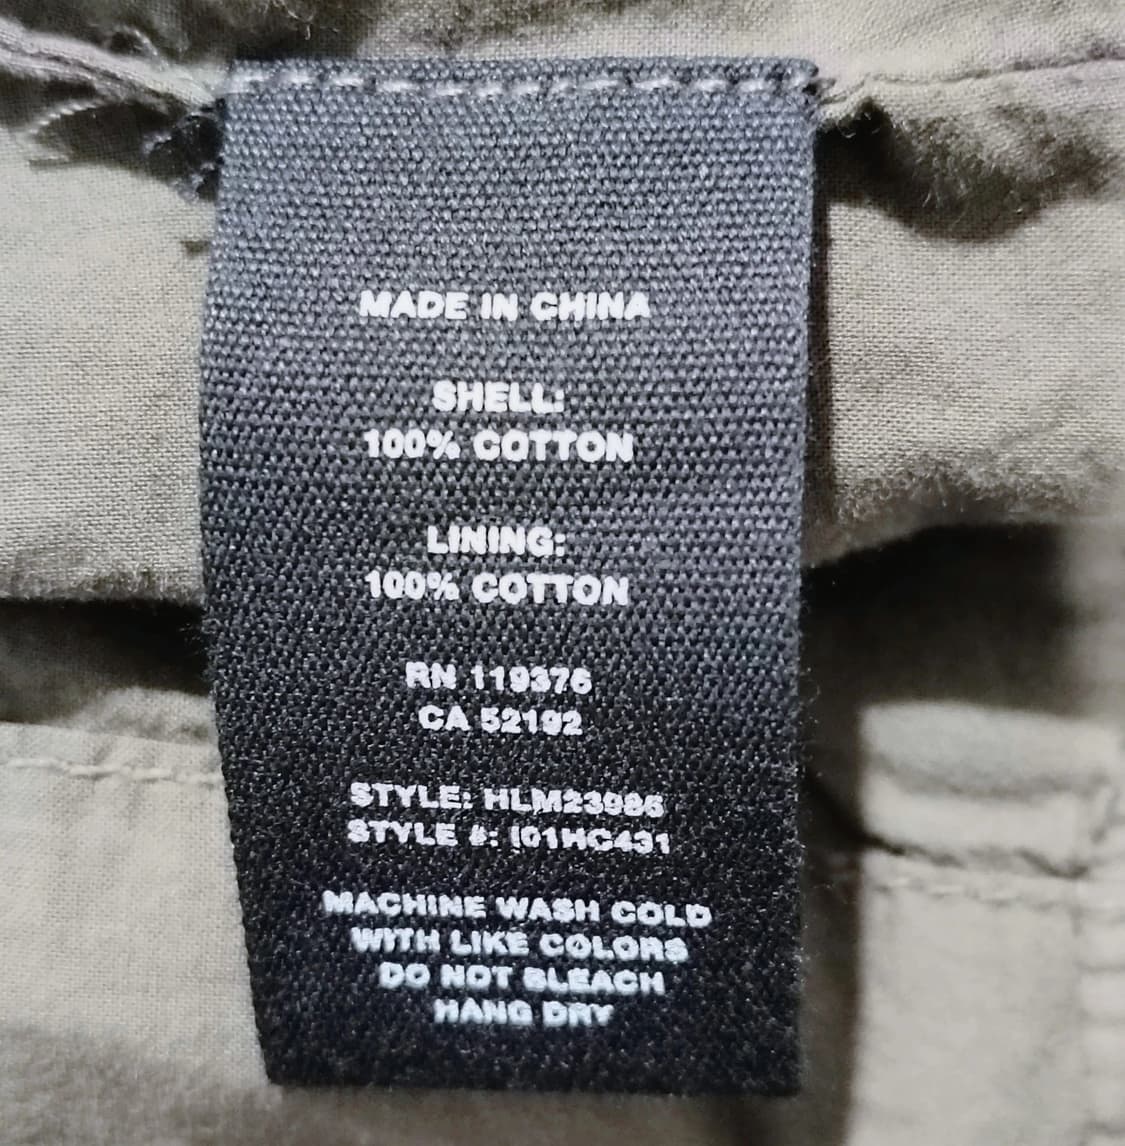 MADE IN CHINA
SHELL:
100% COTTON
LINING:
100% COTTON
RN 119376
CA 52192
STYLE: HLM23986
STYLE #: I01HC431
MACHINE WASH COLD
WITH LIKE COLORS
DO NOT BLEACH
HANG DRY